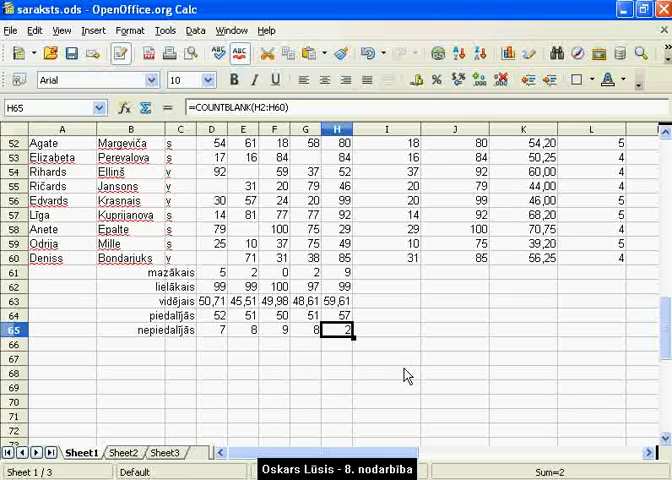 saraksts.ods - OpenOffice.org Calc
File Edit View Insert Format Tools Data Window Help
Arial 10 B I U
H65 =COUNTBLANK(H2:H60)
A B C D E F G H I J K L
52 Agate Margeviča s 54 61 18 58 80 18 80 54,20 5
53 Elizabeta Perevalova s 17 16 84 84 16 84 50,25 4
54 Rihards Elliņš v 92 59 37 52 37 92 60,00 4
55 Ričards Jansons v 31 20 79 46 20 79 44,00 4
56 Edvards Krasnais v 30 57 24 20 99 20 99 46,00 5
57 Līga Kuprijanova s 14 81 77 77 92 14 92 68,20 5
58 Anete Epalte s 79 100 75 29 29 100 70,75 4
59 Odrija Mille s 25 10 37 75 49 10 75 39,20 5
60 Deniss Bondarjuks v 71 31 38 85 31 85 56,25 4
61 mazākais 5 2 0 2 9
62 lielākais 99 99 100 97 99
63 vidējais 50,71 45,51 49,98 48,61 59,61
64 piedalījās 52 51 50 51 57
65 nepiedalījās 7 8 9 8 2
66
67
68
69
70
71
72
73
Sheet1 Sheet2 Sheet3
Sheet 1 / 3 Default Oskars Lūsis - 8. nodarbība Sum=2